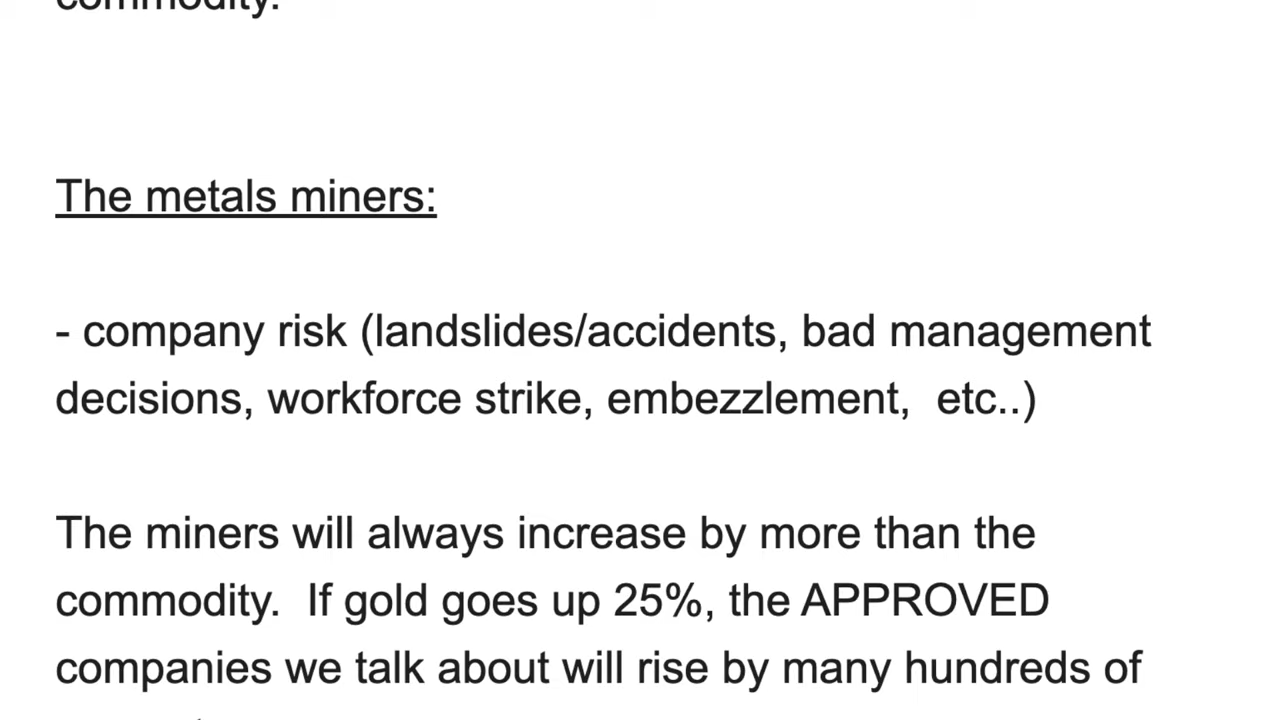 commodity.
The metals miners:
- company risk (landslides/accidents, bad management
decisions, workforce strike, embezzlement,  etc..)
The miners will always increase by more than the
commodity.  If gold goes up 25%, the APPROVED
companies we talk about will rise by many hundreds of